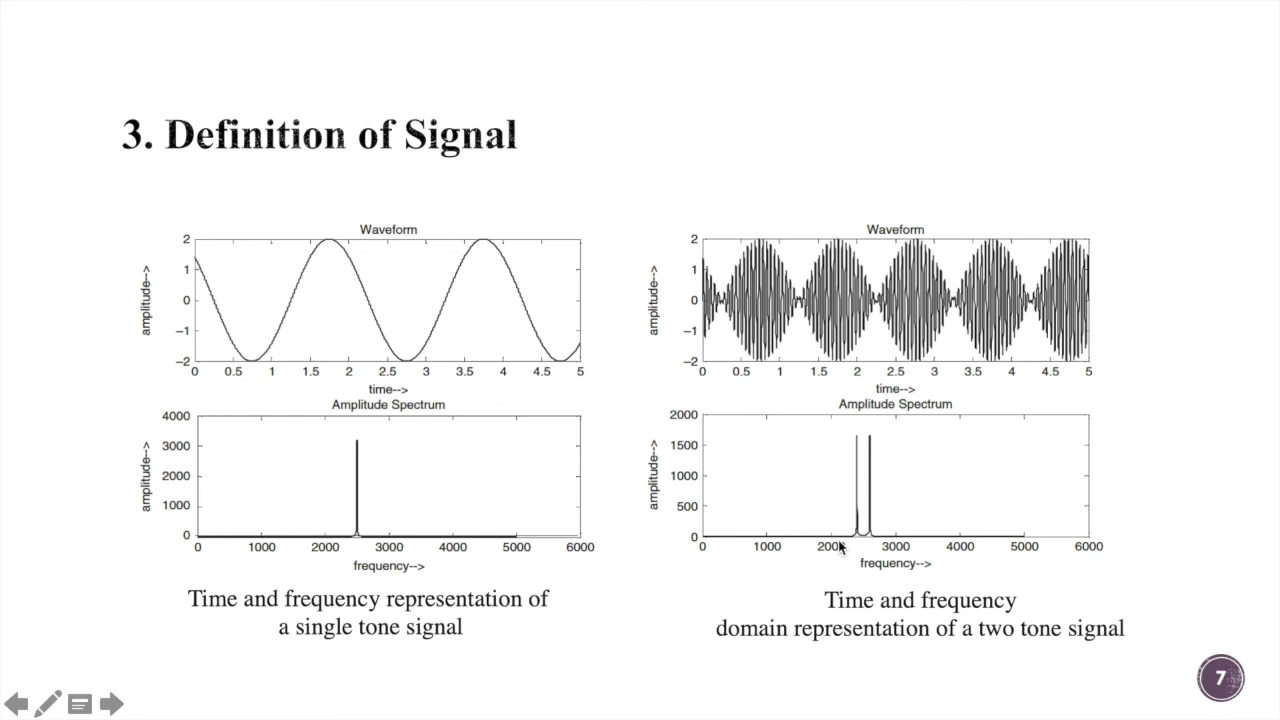 3. Definition of Signal
Waveform
amplitude-->
2
1
0
−1
−2
0 0.5 1 1.5 2 2.5 3 3.5 4 4.5 5
time-->
Amplitude Spectrum
amplitude-->
4000
3000
2000
1000
0
0 1000 2000 3000 4000 5000 6000
frequency-->
Time and frequency representation of
a single tone signal
Waveform
amplitude-->
2
1
0
−1
−2
0 0.5 1 1.5 2 2.5 3 3.5 4 4.5 5
time-->
Amplitude Spectrum
amplitude-->
2000
1500
1000
500
0
0 1000 2000 3000 4000 5000 6000
frequency-->
Time and frequency
domain representation of a two tone signal
7